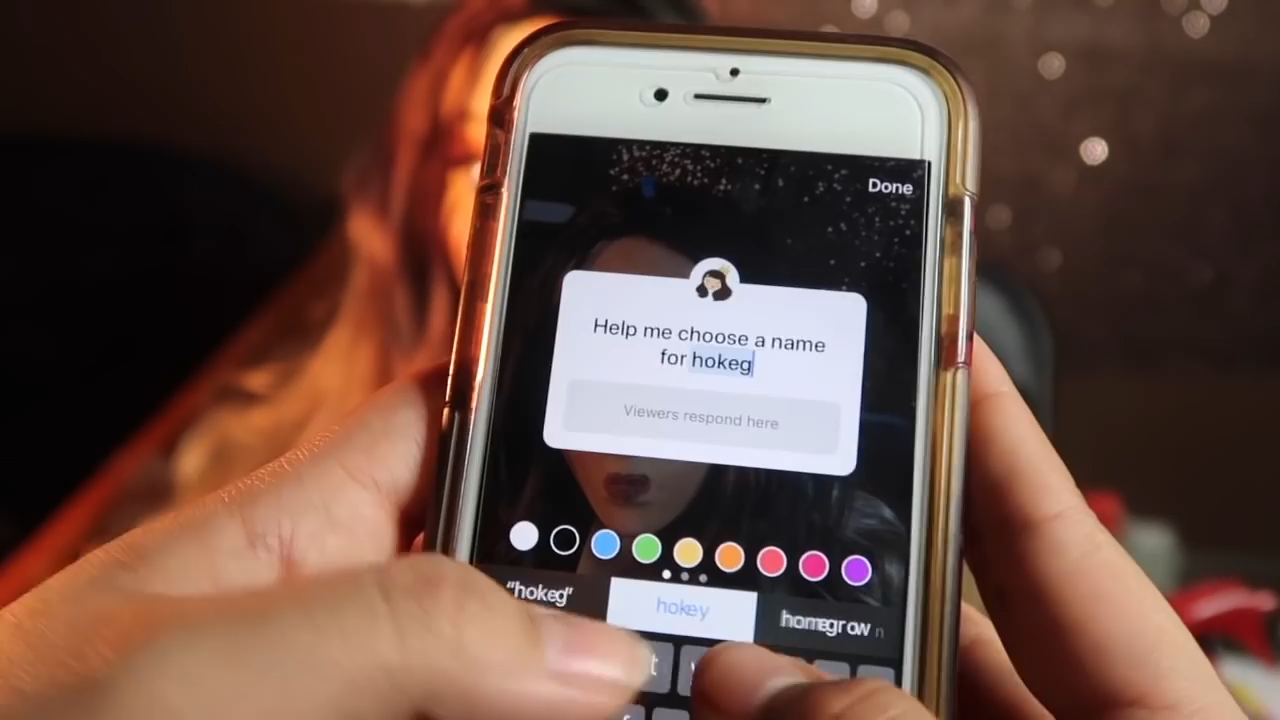 Done
Help me choose a name
for hokeg
Viewers respond here
"hokeg" hokey homegrow
t